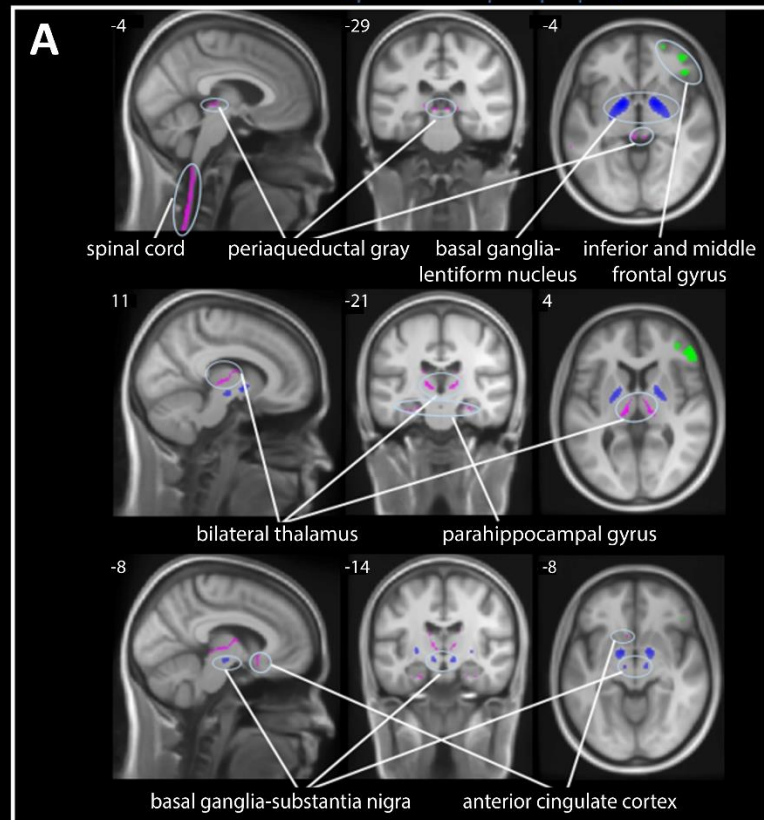 A
-4
-29
-4
spinal cord
periaqueductal gray
basal ganglia-
lentiform nucleus
inferior and middle
frontal gyrus
11
-21
4
bilateral thalamus
parahippocampal gyrus
-8
-14
-8
basal ganglia-substantia nigra
anterior cingulate cortex